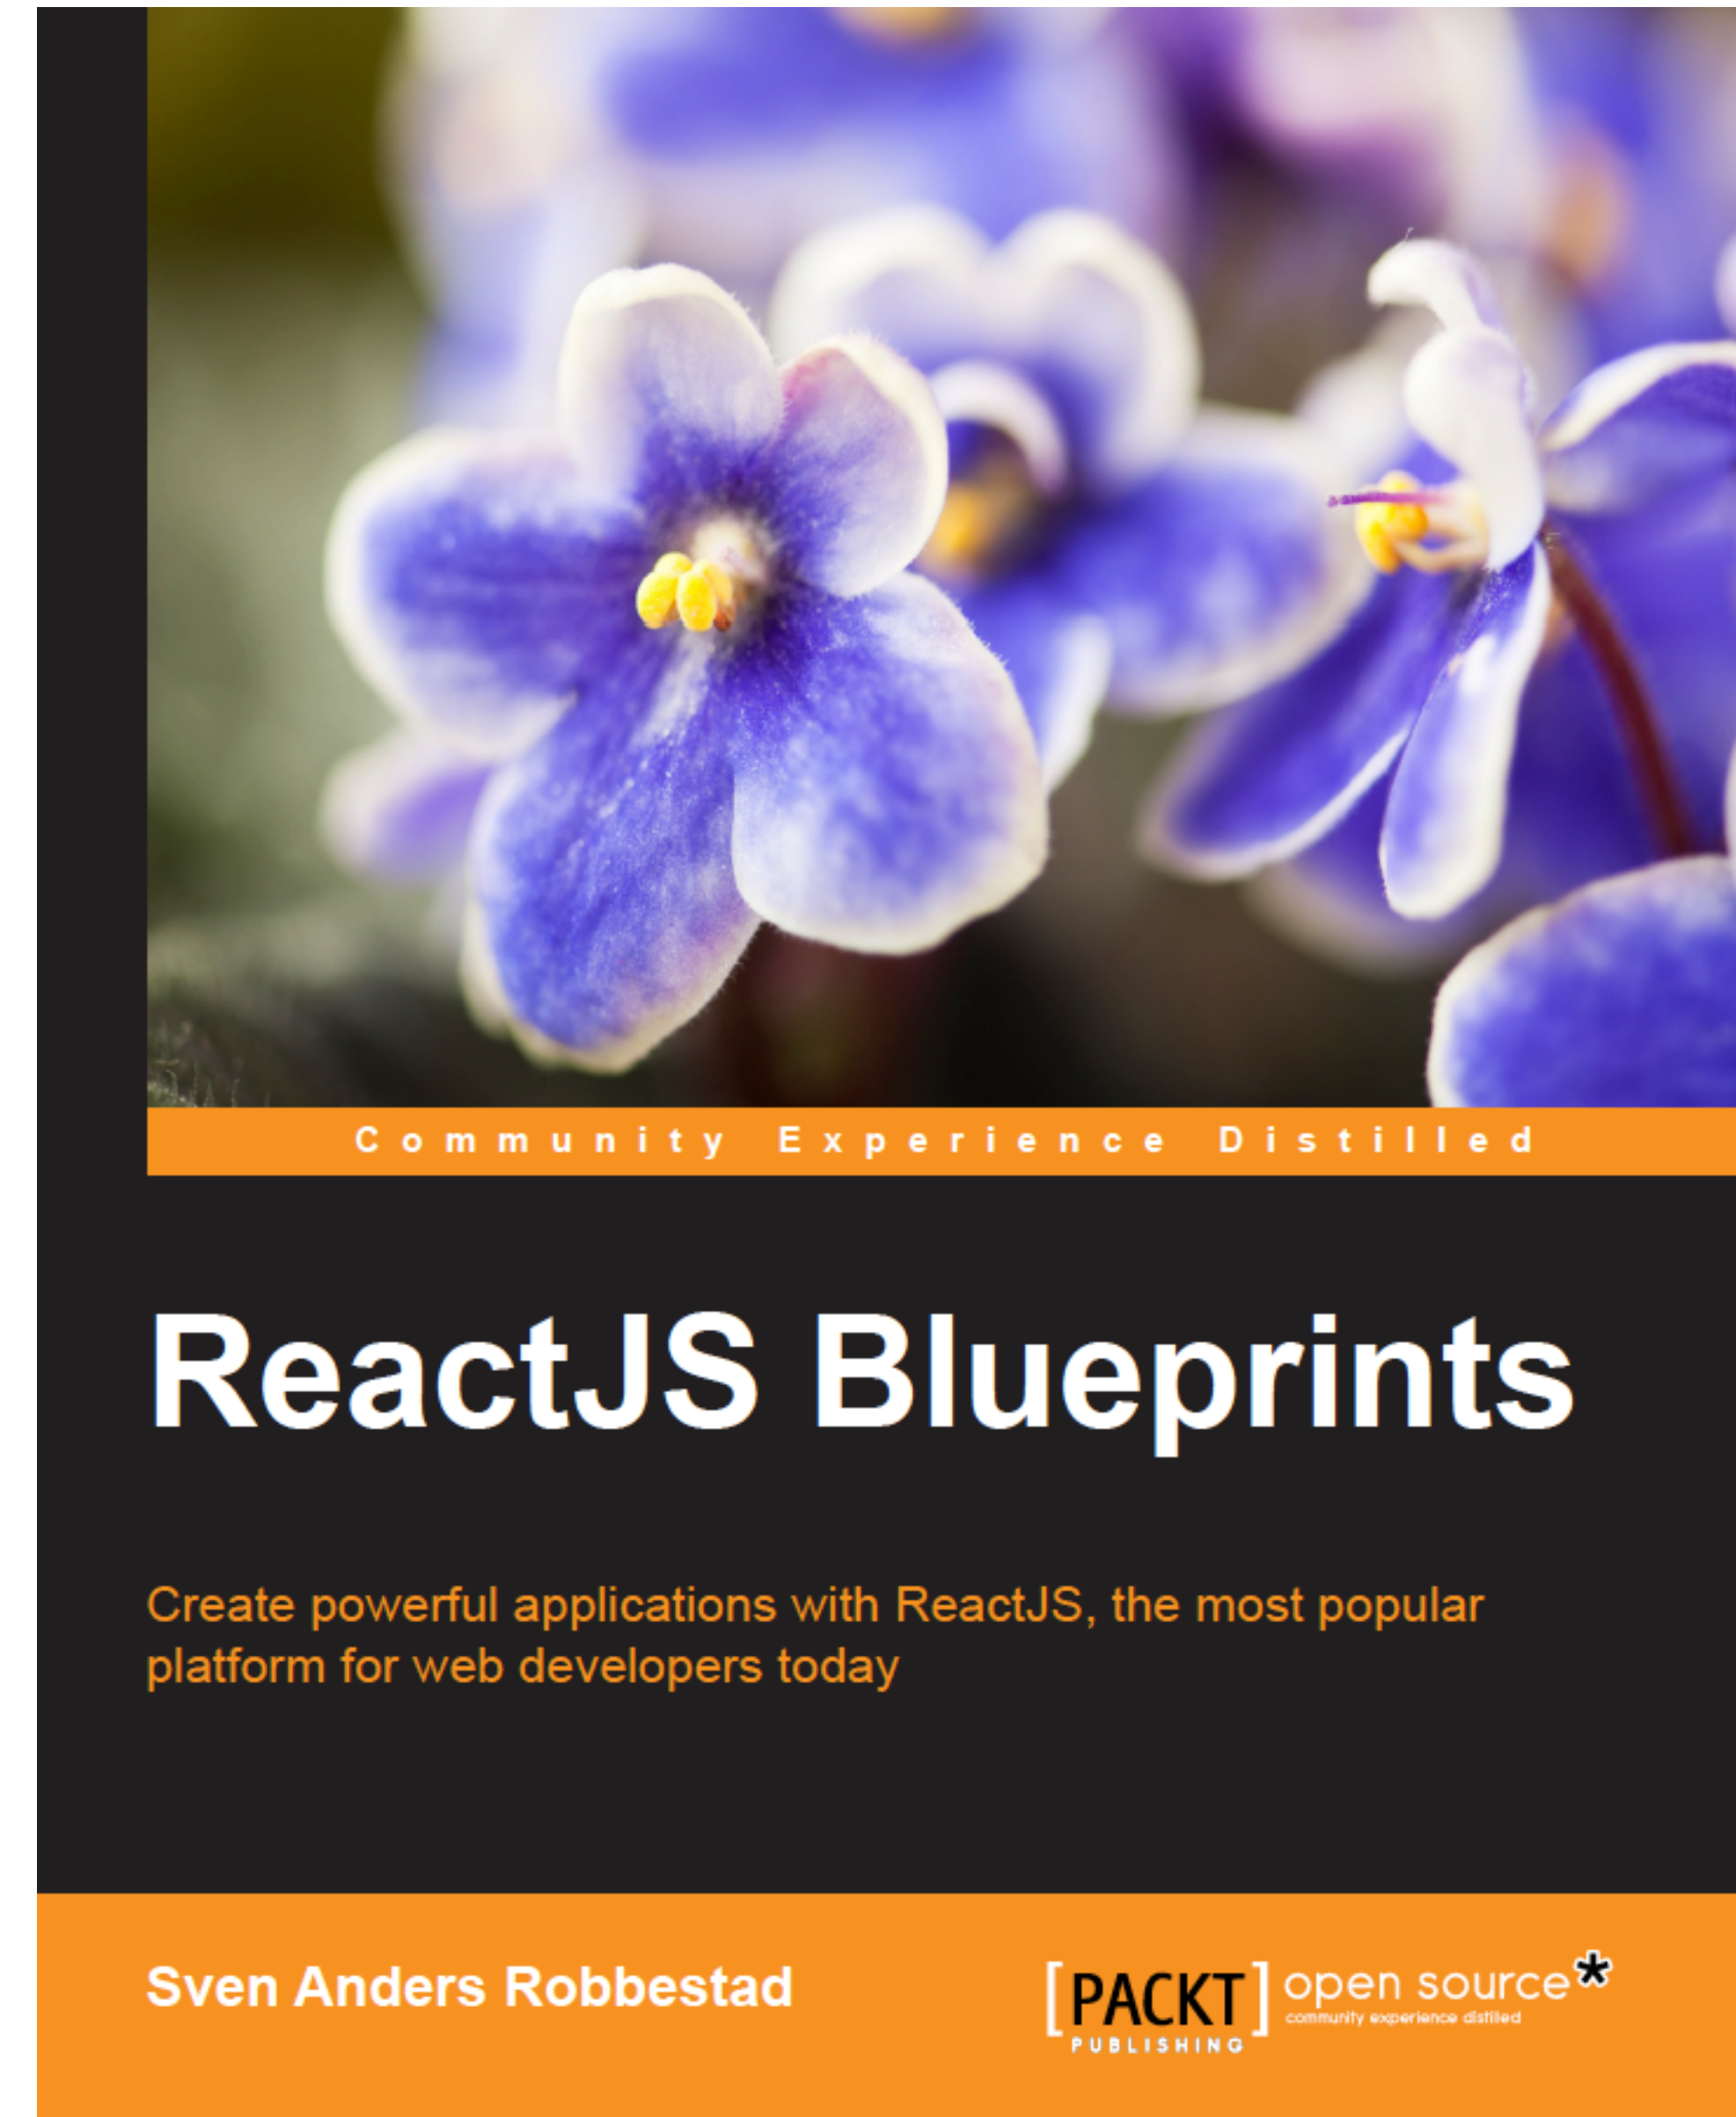 Community Experience Distilled
ReactJS Blueprints
Create powerful applications with ReactJS, the most popular
platform for web developers today
Sven Anders Robbestad
[PACKT] open source*
PUBLISHING community experience distilled